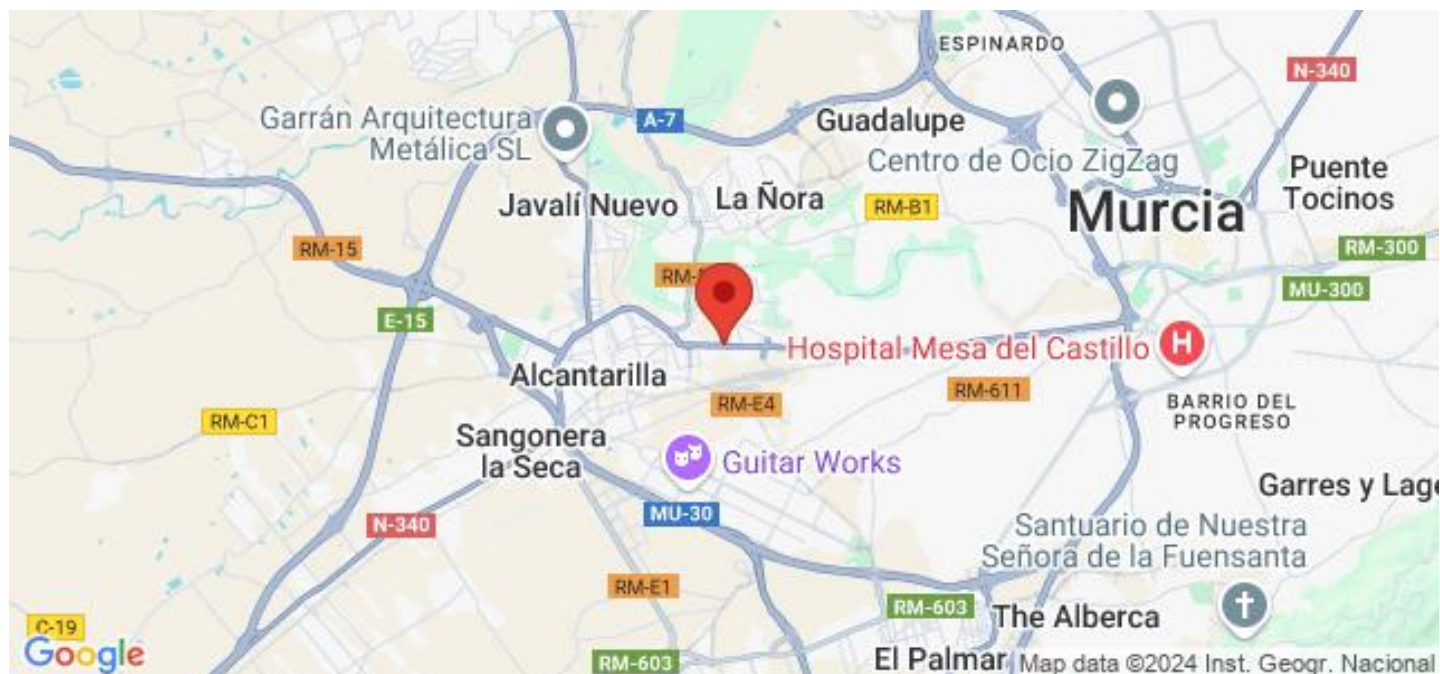 ESPINARDO
N-340
Garrán Arquitectura
Metálica SL
A-7
Guadalupe
Centro de Ocio ZigZag
Puente
Tocinos
Javalí Nuevo
La Ñora
RM-B1
Murcia
RM-15
RM-300
MU-300
E-15
Hospital Mesa del Castillo
H
Alcantarilla
RM-E4
RM-611
BARRIO DEL
PROGRESO
RM-C1
Sangonera
la Seca
Guitar Works
Garres y Lag
N-340
MU-30
Santuario de Nuestra
Señora de la Fuensanta
RM-E1
RM-603
The Alberca
C-19
Google
RM-603
El Palmar
Map data ©2024 Inst. Geogr. Nacional